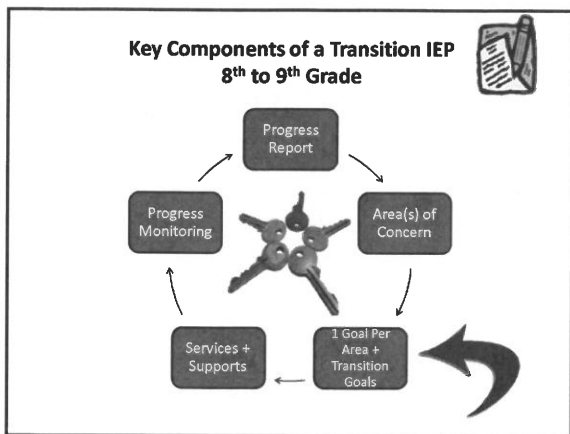 Key Components of a Transition IEP
8th to 9th Grade
Progress
Report
Area(s) of
Concern
1 Goal Per
Area +
Transition
Goals
Services +
Supports
Progress
Monitoring